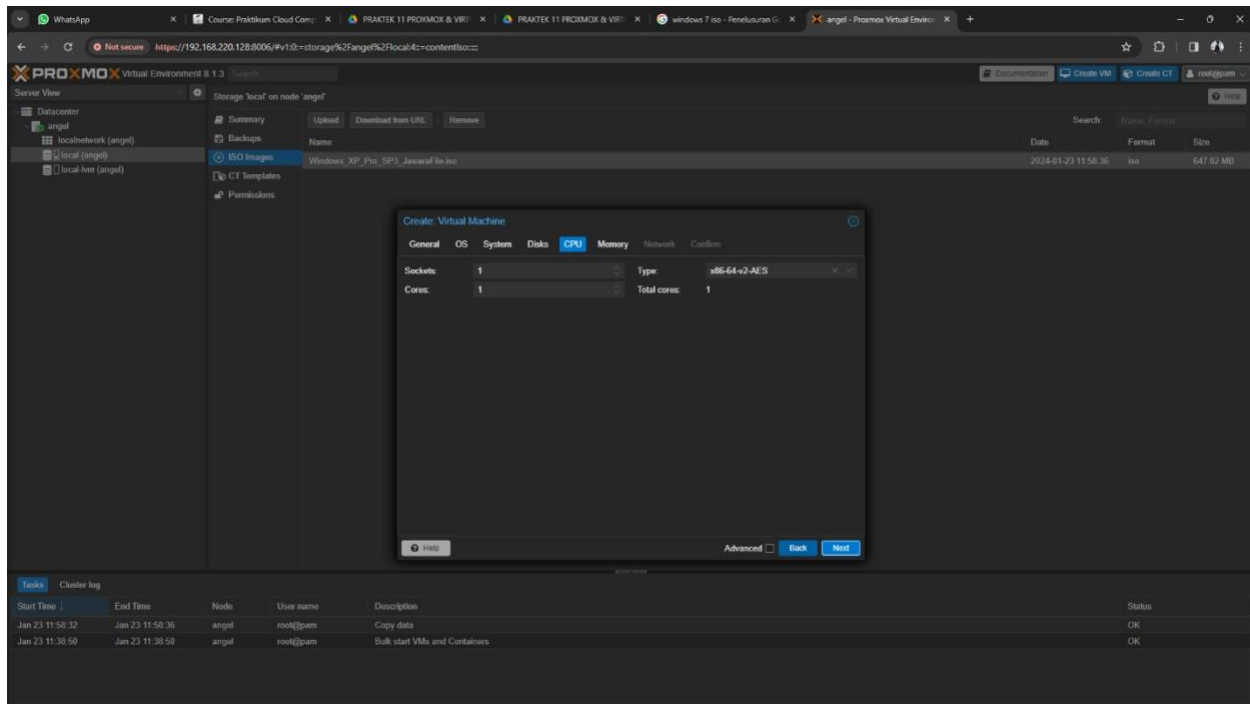 WhatsApp
Course: Praktikum Cloud Comp
PRAKTEK 11 PROXMOX & VIRT
PRAKTEK 11 PROXMOX & VIRT
windows 7 iso - Penelusuran G
angel - Proxmox Virtual Environ
Not secure https://192.168.220.128:8006/#v1:0:=storage%2Fangel%2Flocal:4:=contentIso:::::
PROXMOX Virtual Environment 8.1.3 Search
Documentation Create VM Create CT root@pam
Server View
Storage 'local' on node 'angel'
Help
Datacenter
angel
localnetwork (angel)
local (angel)
local-lvm (angel)
Summary
Backups
ISO Images
CT Templates
Permissions
Upload Download from URL Remove
Search: Name, Format
Name Date Format Size
Windows_XP_Pro_SP3_JavaraFile.iso 2024-01-23 11:58:36 iso 647.82 MB
Create: Virtual Machine
General OS System Disks CPU Memory Network Confirm
Sockets: 1 Type: x86-64-v2-AES
Cores: 1 Total cores: 1
Help Advanced Back Next
Tasks Cluster log
Start Time End Time Node User name Description Status
Jan 23 11:58:32 Jan 23 11:58:36 angel root@pam Copy data OK
Jan 23 11:38:50 Jan 23 11:38:50 angel root@pam Bulk start VMs and Containers OK